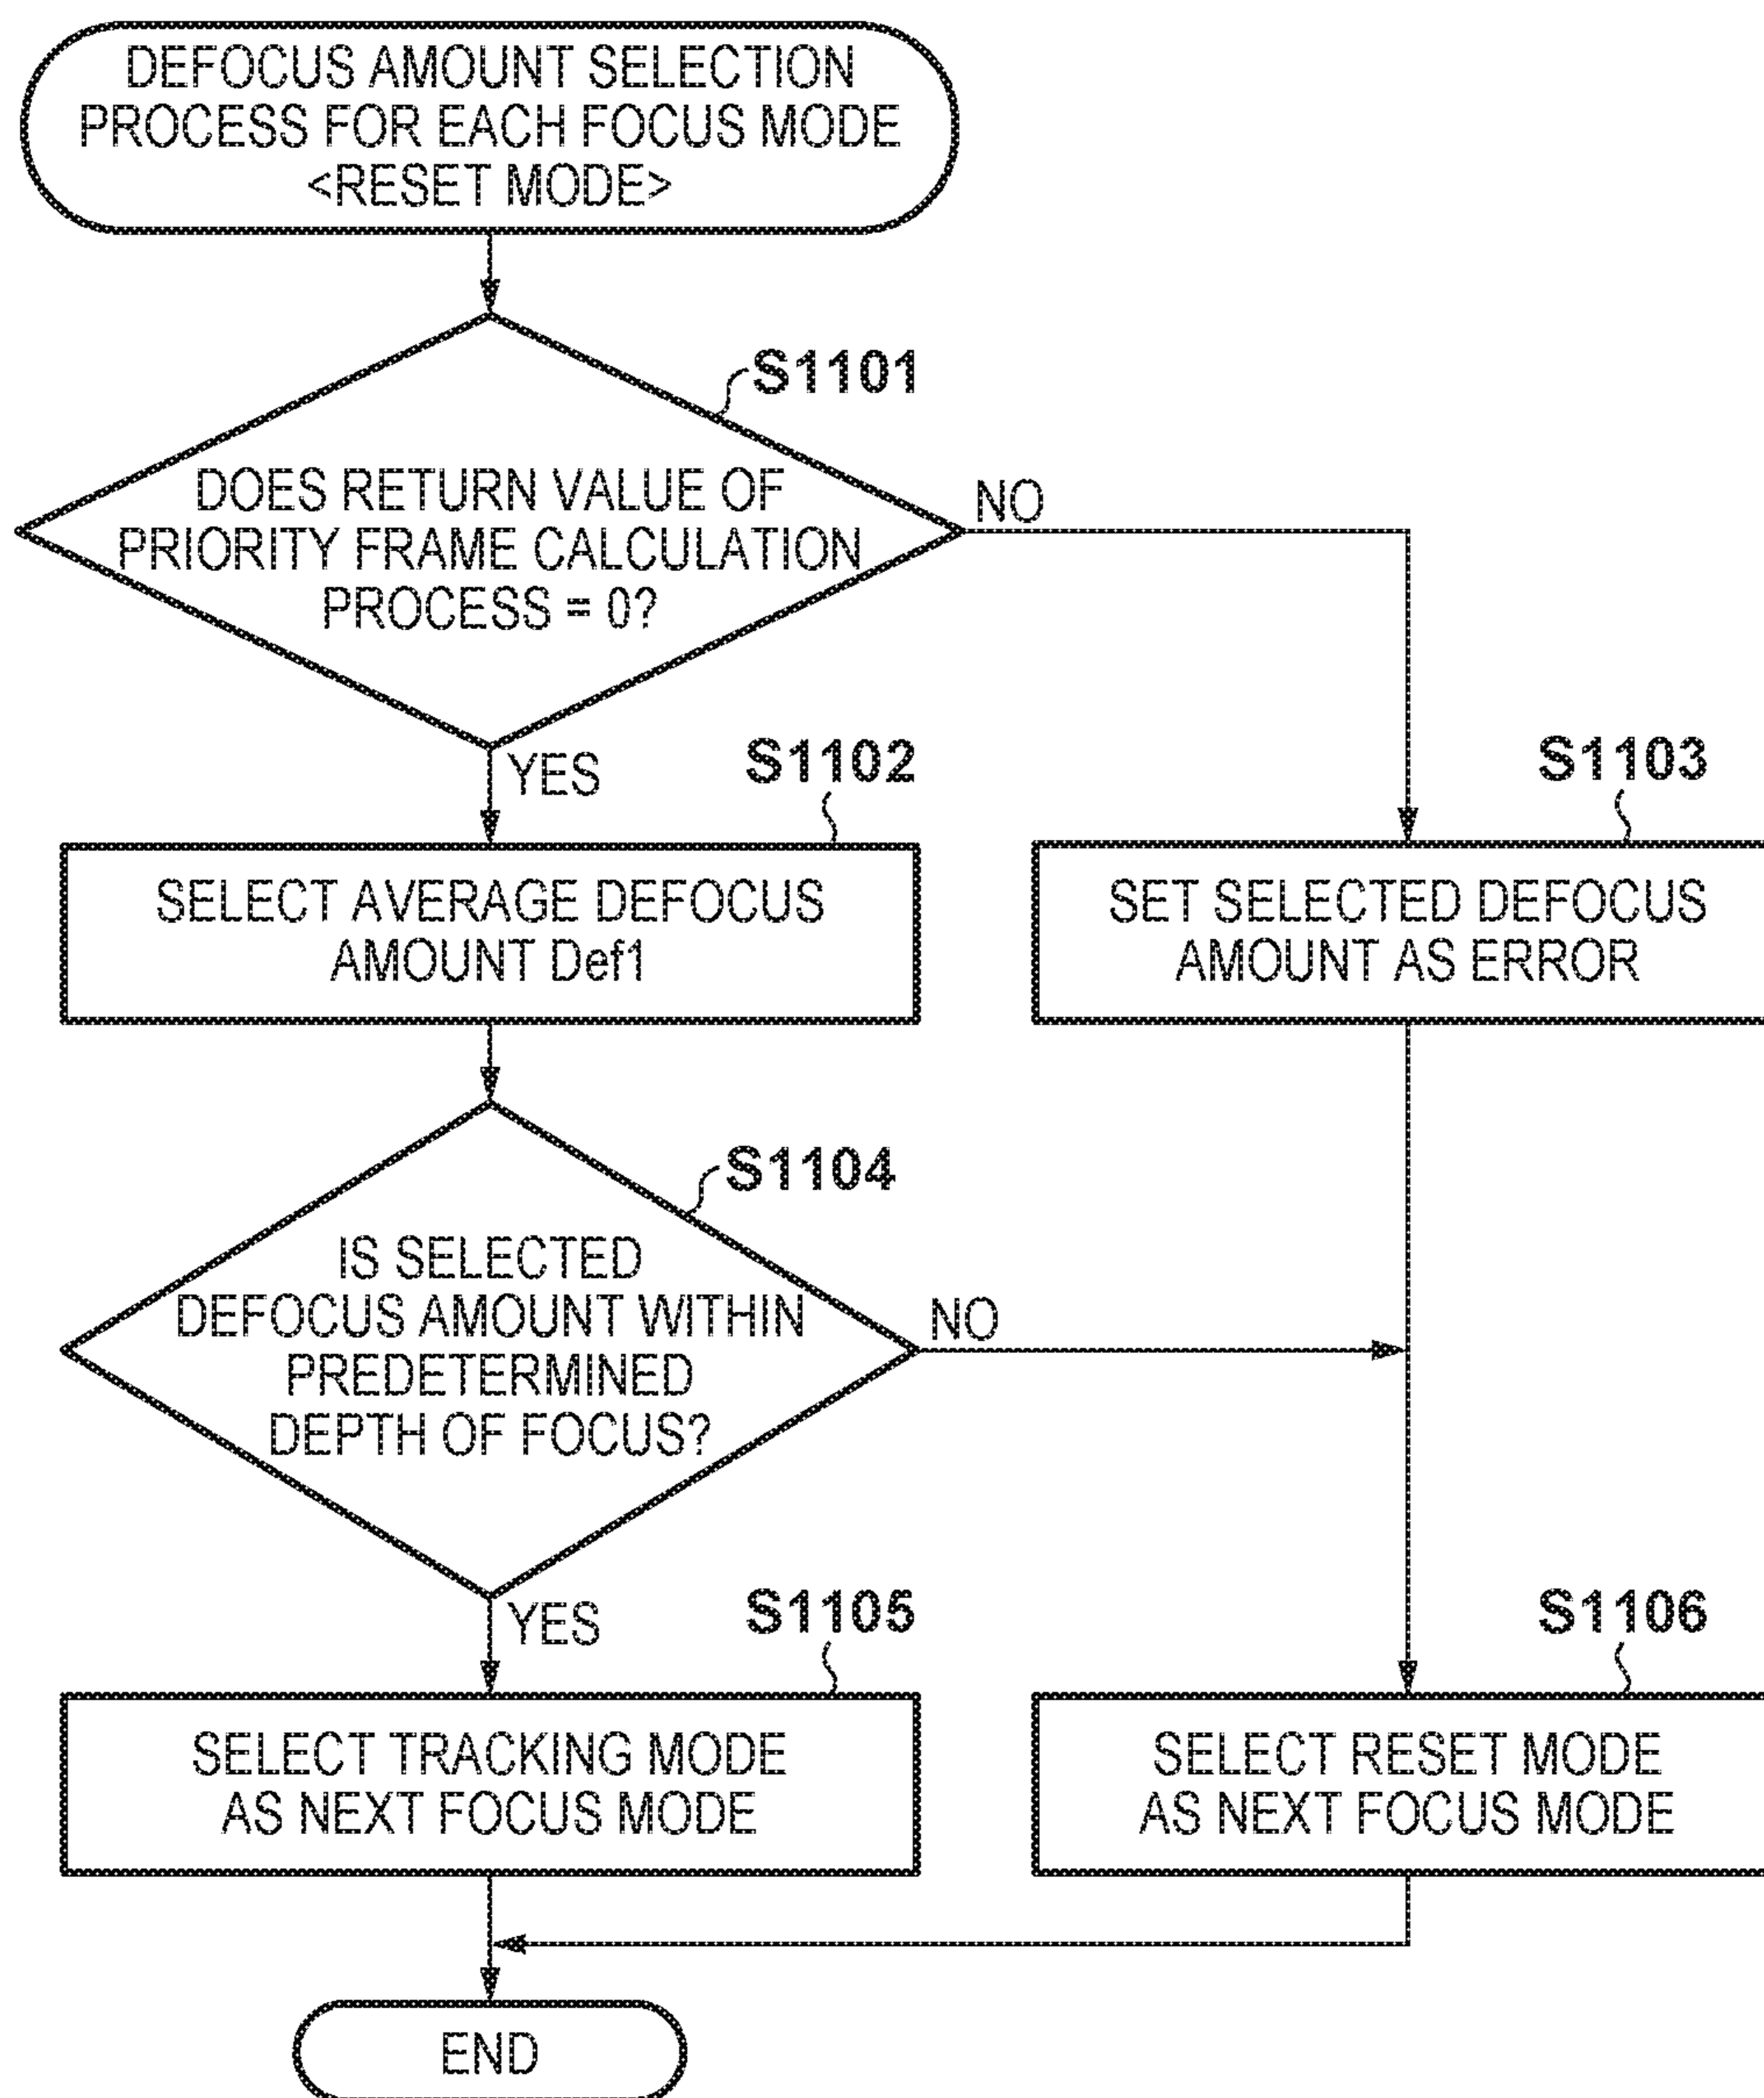 DEFOCUS AMOUNT SELECTION
PROCESS FOR EACH FOCUS MODE
<RESET MODE>
S1101
DOES RETURN VALUE OF
PRIORITY FRAME CALCULATION
PROCESS = 0?
NO
YES
S1102
S1103
SELECT AVERAGE DEFOCUS
AMOUNT Def1
SET SELECTED DEFOCUS
AMOUNT AS ERROR
S1104
IS SELECTED
DEFOCUS AMOUNT WITHIN
PREDETERMINED
DEPTH OF FOCUS?
NO
YES
S1105
S1106
SELECT TRACKING MODE
AS NEXT FOCUS MODE
SELECT RESET MODE
AS NEXT FOCUS MODE
END